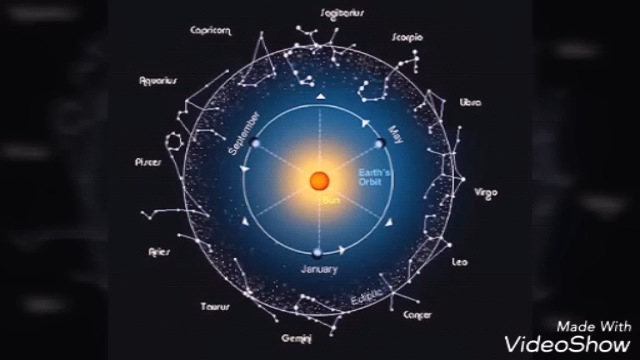 Sagitarius
Capricorn
Scorpio
Aquarius
Libra
September
May
Pisces
Earth's
Orbit
Virgo
Sun
Aries
Leo
January
Ecliptic
Taurus
Cancer
Gemini
Made With
VideoShow